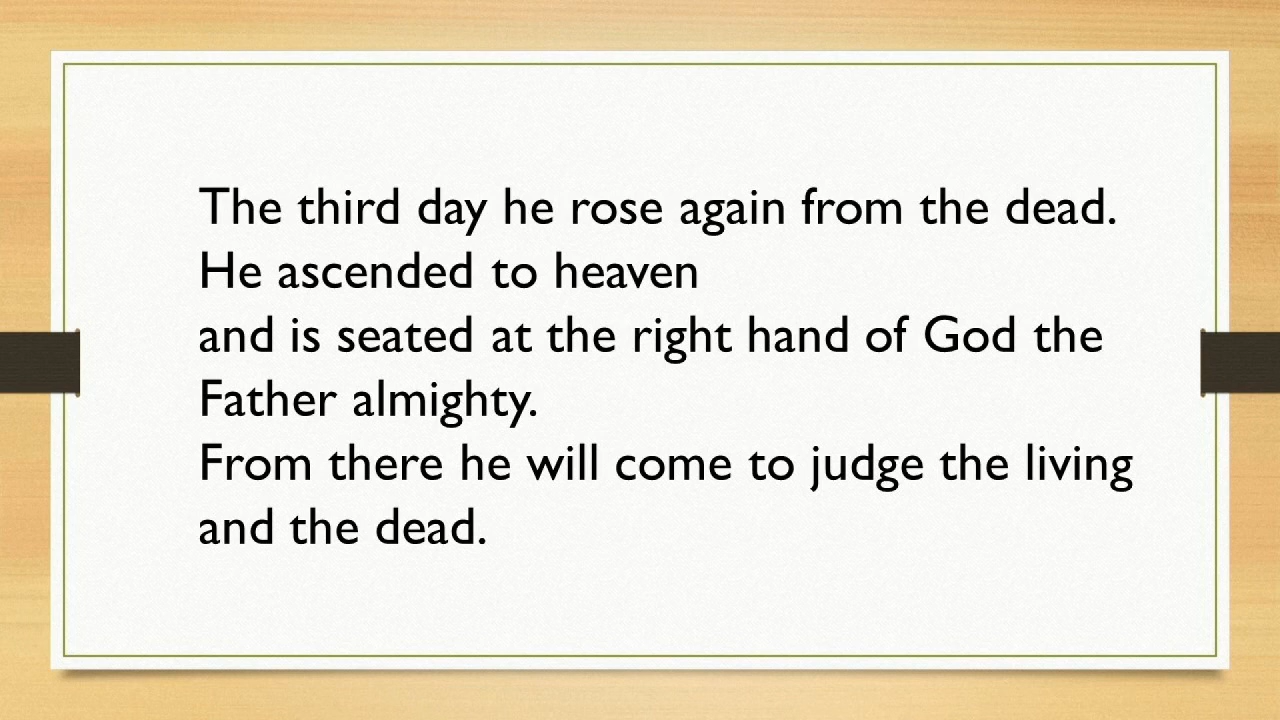 The third day he rose again from the dead.
He ascended to heaven
and is seated at the right hand of God the
Father almighty.
From there he will come to judge the living
and the dead.